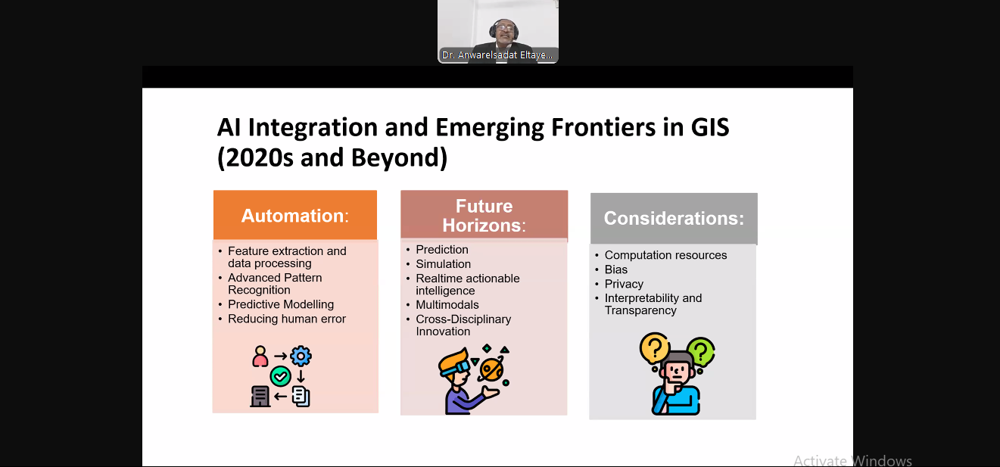 Dr. Anwarelsadat Eltaye...
AI Integration and Emerging Frontiers in GIS
(2020s and Beyond)
Automation:
• Feature extraction and
data processing
• Advanced Pattern
Recognition
• Predictive Modelling
• Reducing human error
Future
Horizons:
• Prediction
• Simulation
• Realtime actionable
intelligence
• Multimodals
• Cross-Disciplinary
Innovation
Considerations:
• Computation resources
• Bias
• Privacy
• Interpretability and
Transparency
? ?
Activate Windows